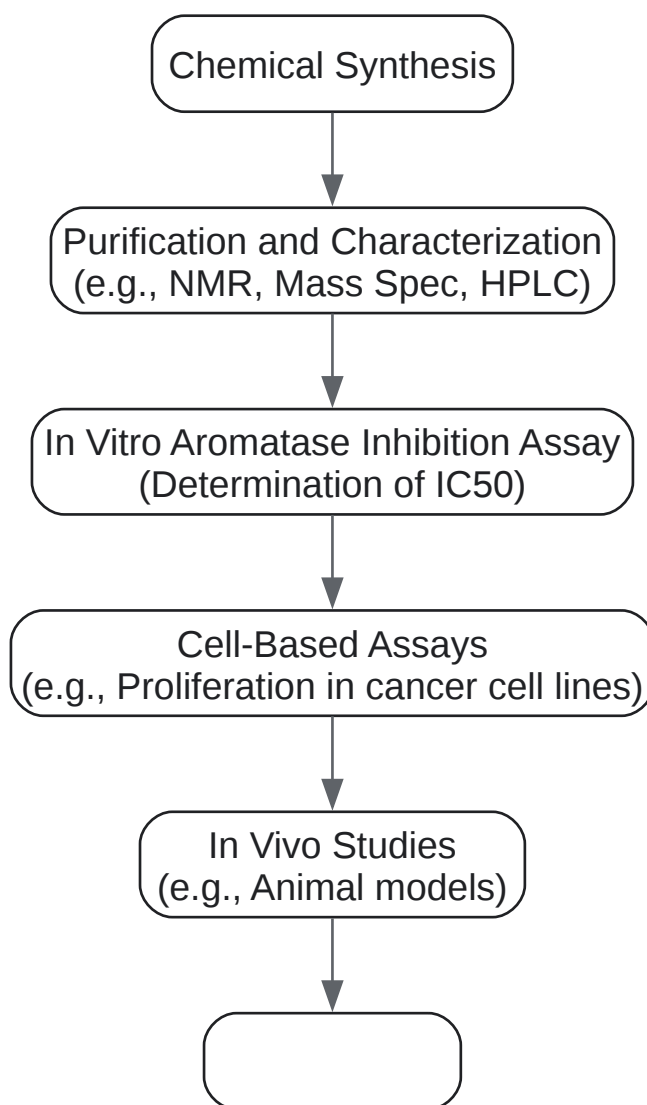 Chemical Synthesis
Purification and Characterization
(e.g., NMR, Mass Spec, HPLC)
In Vitro Aromatase Inhibition Assay
(Determination of IC50)
Cell-Based Assays
(e.g., Proliferation in cancer cell lines)
In Vivo Studies
(e.g., Animal models)